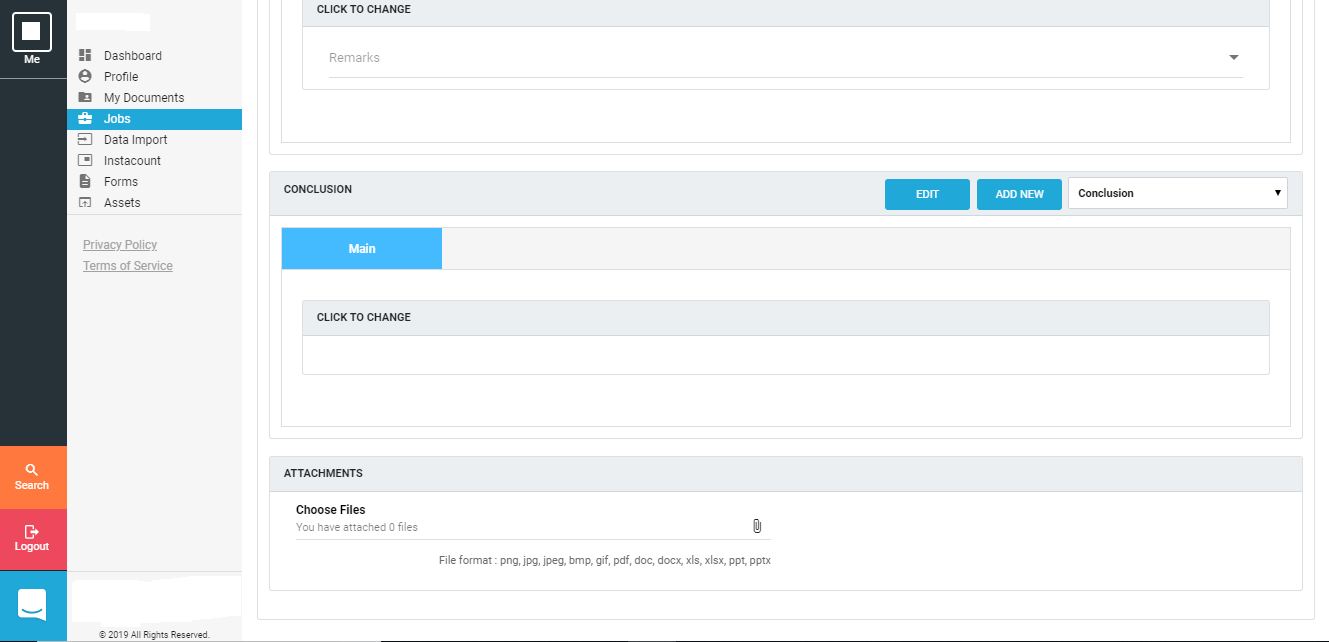 Me
Dashboard
Profile
My Documents
Jobs
Data Import
Instacount
Forms
Assets
Privacy Policy
Terms of Service
Search
Logout
© 2019 All Rights Reserved.
CLICK TO CHANGE
Remarks
CONCLUSION
EDIT
ADD NEW
Conclusion
Main
CLICK TO CHANGE
ATTACHMENTS
Choose Files
You have attached 0 files
File format : png, jpg, jpeg, bmp, gif, pdf, doc, docx, xls, xlsx, ppt, pptx